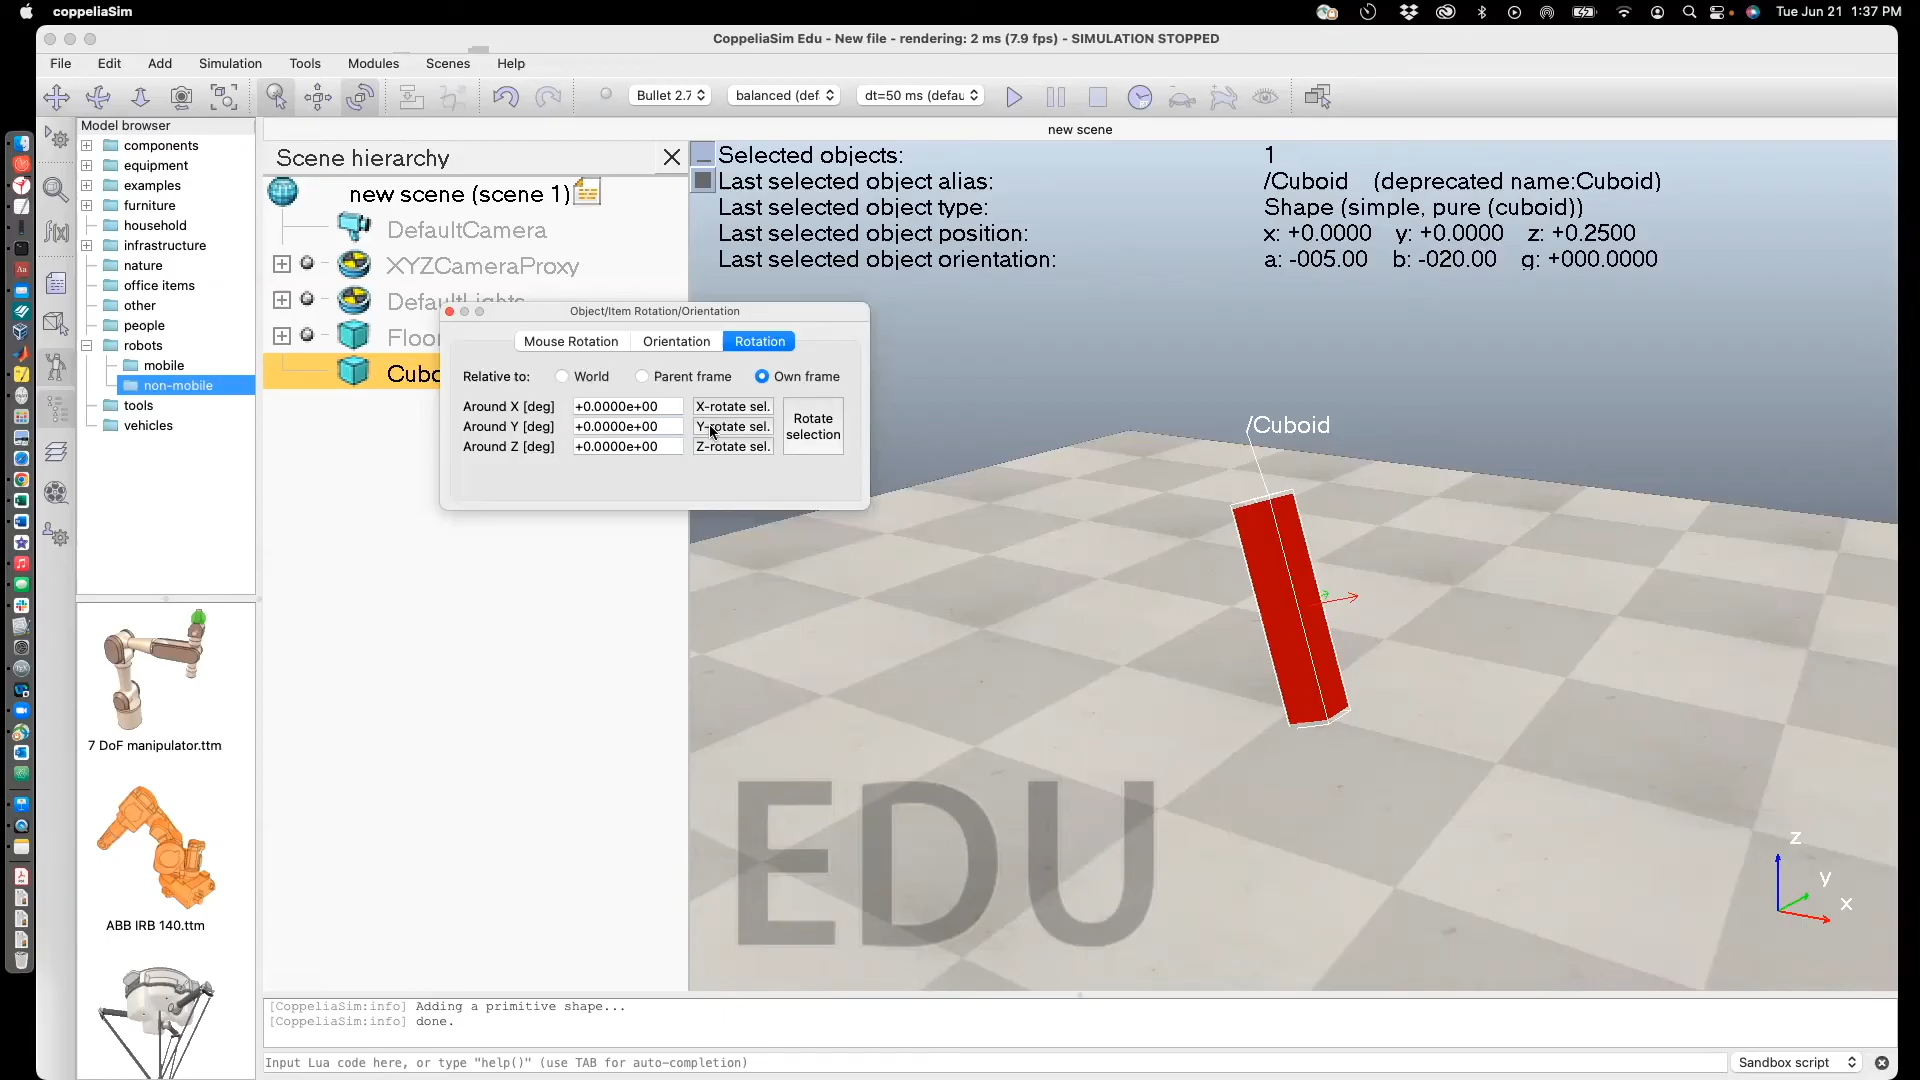 coppeliaSim
Tue Jun 21 1:37 PM
CoppeliaSim Edu - New file - rendering: 2 ms (7.9 fps) - SIMULATION STOPPED
File Edit Add Simulation Tools Modules Scenes Help
Bullet 2.7 balanced (def dt=50 ms (defau
Model browser
components
equipment
examples
furniture
household
infrastructure
nature
office items
other
people
robots
mobile
non-mobile
tools
vehicles
7 DoF manipulator.ttm
ABB IRB 140.ttm
Scene hierarchy
new scene (scene 1)
DefaultCamera
XYZCameraProxy
DefaultLights
Floor
Cubo
Object/Item Rotation/Orientation
Mouse Rotation Orientation Rotation
Relative to: World Parent frame Own frame
Around X [deg] +0.0000e+00 X-rotate sel.
Around Y [deg] +0.0000e+00 Y-rotate sel.
Around Z [deg] +0.0000e+00 Z-rotate sel.
Rotate
selection
new scene
Selected objects: 1
Last selected object alias: /Cuboid (deprecated name:Cuboid)
Last selected object type: Shape (simple, pure (cuboid))
Last selected object position: x: +0.0000 y: +0.0000 z: +0.2500
Last selected object orientation: a: -005.00 b: -020.00 g: +000.0000
/Cuboid
EDU
z
y
x
[CoppeliaSim:info] Adding a primitive shape...
[CoppeliaSim:info] done.
Input Lua code here, or type "help()" (use TAB for auto-completion)
Sandbox script